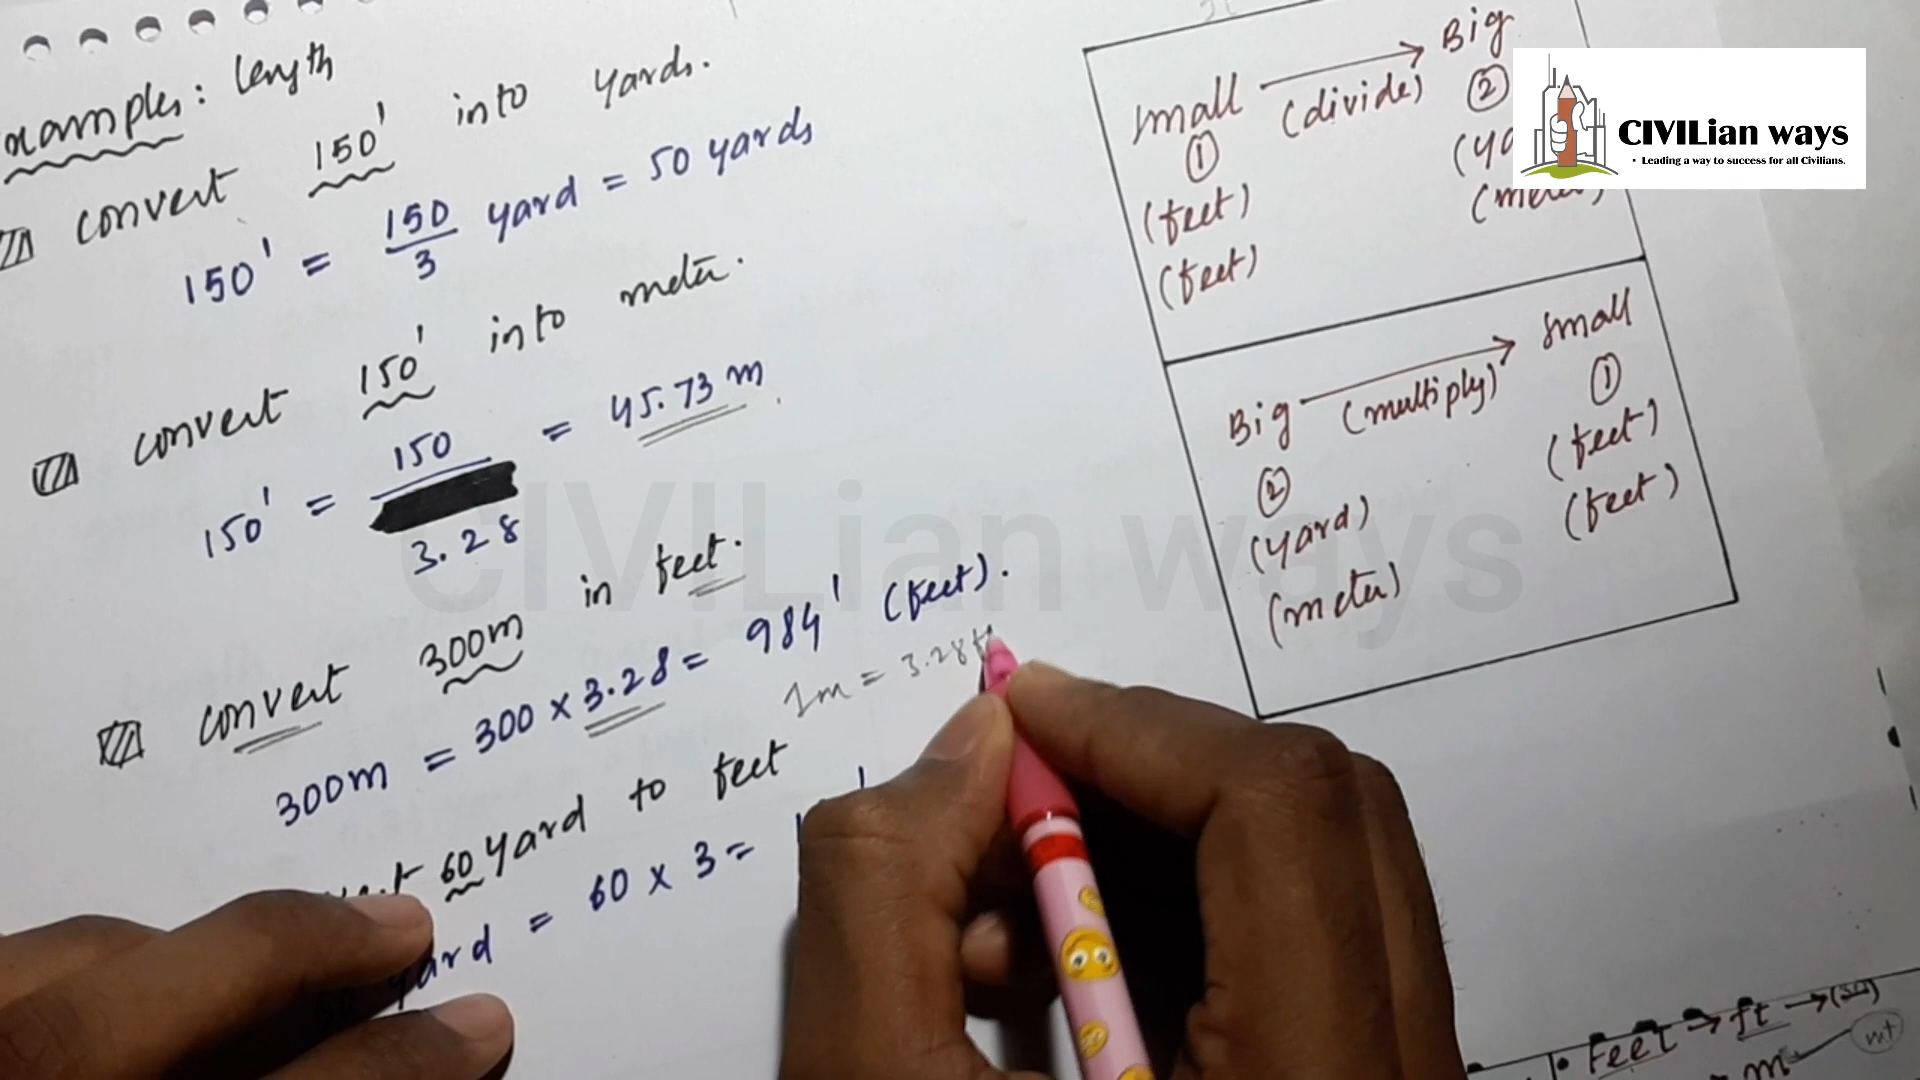 xamples: length
convert 150' into yards.
150' = 150/3 yard = 50 yards
convert 150' into meter.
150' = 150/3.28 = 45.73 m
convert 300m in feet.
300m = 300 x 3.28 = 984' (feet).
1m = 3.28
60 yard to feet
yard = 60 x 3 =
small → Big
(divide)
① ②
(feet)
(feet) (meter)
Big → small
(multiply)
② ①
(yard) (feet)
(meter) (feet)
CIVILian ways
• Leading a way to success for all Civilians.
CIVILian ways
• Feet → ft
m mt